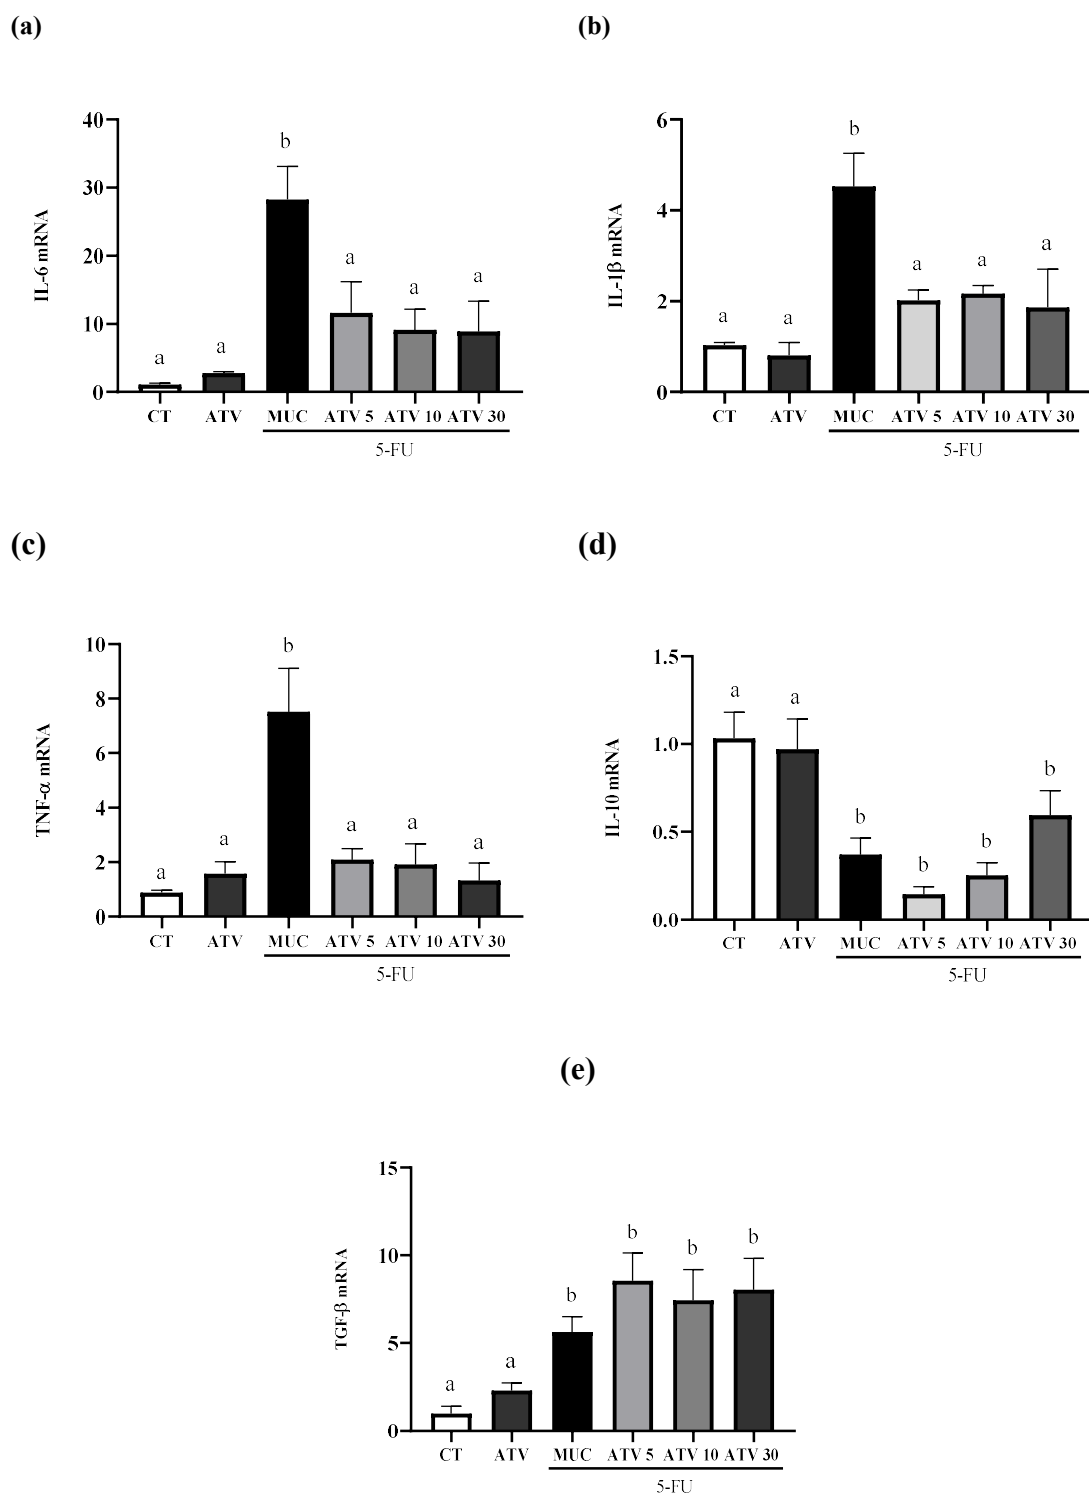 (a)
40
30
20
10
0
IL-6 mRNA
a
a
b
a
a
a
CT ATV MUC ATV 5 ATV 10 ATV 30
5-FU
(b)
6
4
2
0
IL-1β mRNA
a
a
b
a
a
a
CT ATV MUC ATV 5 ATV 10 ATV 30
5-FU
(c)
10
8
6
4
2
0
TNF-α mRNA
a
a
b
a
a
a
CT ATV MUC ATV 5 ATV 10 ATV 30
5-FU
(d)
1.5
1.0
0.5
0.0
IL-10 mRNA
a
a
b
b
b
b
CT ATV MUC ATV 5 ATV 10 ATV 30
5-FU
(e)
15
10
5
0
TGF-β mRNA
a
a
b
b
b
b
CT ATV MUC ATV 5 ATV 10 ATV 30
5-FU